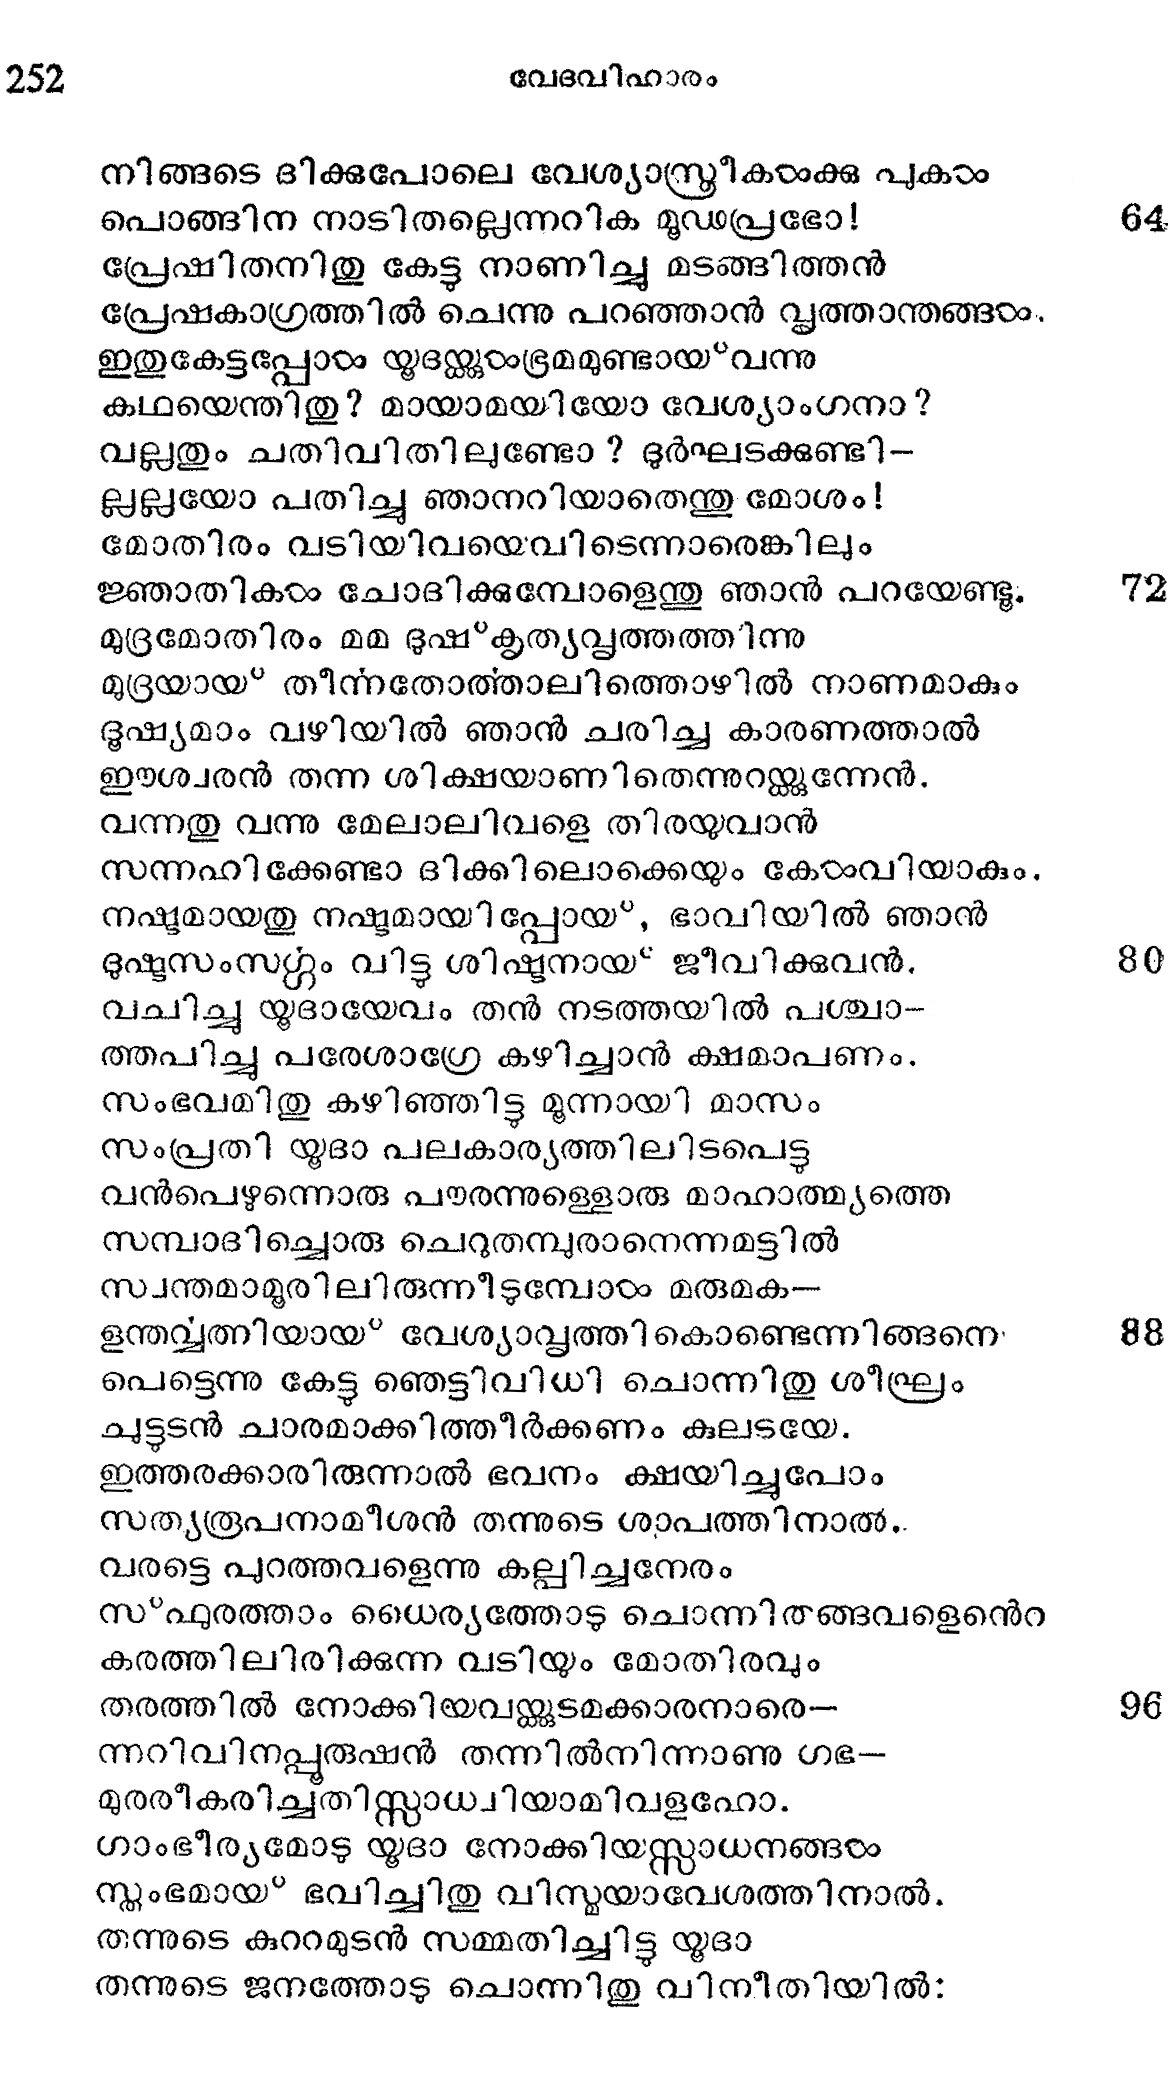 252
വേദവിഹാരം
നിങ്ങടെ ദിക്കുപോലെ വേശ്യാസ്ത്രീകൾക്കു പുകൾ
പൊങ്ങിന നാടിതല്ലെന്നറിക മൂഢപ്രഭോ! 64
പ്രേഷിതനിതു കേട്ടു നാണിച്ചു മടങ്ങിത്തൻ
പ്രേഷകാഗ്രത്തിൽ ചെന്നു പറഞ്ഞാൻ വൃത്താന്തങ്ങൾ.
ഇതുകേട്ടപ്പോൾ യൂദയ്ക്കുൾഭ്രമമുണ്ടായ്‌വന്നു
കഥയെന്തിതു? മായാമയിയോ വേശ്യാംഗനാ?
വല്ലതും ചതിവിതിലുണ്ടോ? ദുർഘടക്കുണ്ടി—
ല്ലല്ലയോ പതിച്ചു ഞാനറിയാതെന്തു മോശം!
മോതിരം വടിയിവയെവിടെന്നാരെങ്കിലും
ജ്ഞാതികൾ ചോദിക്കുമ്പോളെന്തു ഞാൻ പറയേണ്ടൂ. 72
മുദ്രമോതിരം മമ ദുഷ്കൃത്യവൃത്തത്തിന്നു
മുദ്രയായ് തീൎന്നതോൎത്താലിത്തൊഴിൽ നാണമാകും
ദൂഷ്യമാം വഴിയിൽ ഞാൻ ചരിച്ച കാരണത്താൽ
ഈശ്വരൻ തന്ന ശിക്ഷയാണിതെന്നുറയ്ക്കുന്നേൻ.
വന്നതു വന്നു മേലാലിവളെ തിരയുവാൻ
സന്നഹിക്കേണ്ടാ ദിക്കിലൊക്കെയും കേൾവിയാകും.
നഷ്ടമായതു നഷ്ടമായിപ്പോയ്, ഭാവിയിൽ ഞാൻ
ദുഷ്ടസംസൎഗ്ഗം വിട്ടു ശിഷ്ടനായ് ജീവിക്കുവൻ. 80
വചിച്ചു യൂദായേവം തൻ നടത്തയിൽ പശ്ചാ—
ത്തപിച്ചു പരേശാഗ്രേ കഴിച്ചാൻ ക്ഷമാപണം.
സംഭവമിതു കഴിഞ്ഞിട്ടു മൂന്നായി മാസം
സംപ്രതി യൂദാ പലകാര്യത്തിലിടപെട്ടു
വൻപെഴുന്നൊരു പൗരന്നുള്ളൊരു മാഹാത്മ്യത്തെ
സമ്പാദിച്ചൊരു ചെറുതമ്പുരാനെന്നമട്ടിൽ
സ്വന്തമാമൂരിലിരുന്നീടുമ്പോൾ മരുമക—
ളന്തൎവ്വത്നിയായ് വേശ്യാവൃത്തികൊണ്ടെന്നിങ്ങനെ 88
പെട്ടെന്നു കേട്ടു ഞെട്ടിവിധി ചൊന്നിതു ശീഘ്രം
ചുട്ടുടൻ ചാരമാക്കിത്തീർക്കണം കുലടയേ.
ഇത്തരക്കാരിരുന്നാൽ ഭവനം ക്ഷയിച്ചുപോം
സത്യരൂപനാമീശൻ തന്നുടെ ശാപത്തിനാൽ.
വരട്ടെ പുറത്തവളെന്നു കല്പിച്ചനേരം
സ്ഫുരത്താം ധൈര്യത്തോടു ചൊന്നിതങ്ങവളെൻെറ
കരത്തിലിരിക്കുന്ന വടിയും മോതിരവും
തരത്തിൽ നോക്കിയവയ്ക്കുടമക്കാരനാരെ— 96
ന്നറിവിനപ്പൂരുഷൻ തന്നിൽനിന്നാണു ഗഭ—
മുരരീകരിച്ചതിസ്സാധ്വിയാമിവളഹോ.
ഗാംഭീര്യമോടു യൂദാ നോക്കിയസ്സാധനങ്ങൾ
സ്തംഭമായ് ഭവിച്ചിതു വിസ്മയാവേശത്തിനാൽ.
തന്നുടെ കുററമുടൻ സമ്മതിച്ചിട്ടു യൂദാ
തന്നുടെ ജനത്തോടു ചൊന്നിതു വിനീതിയിൽ: